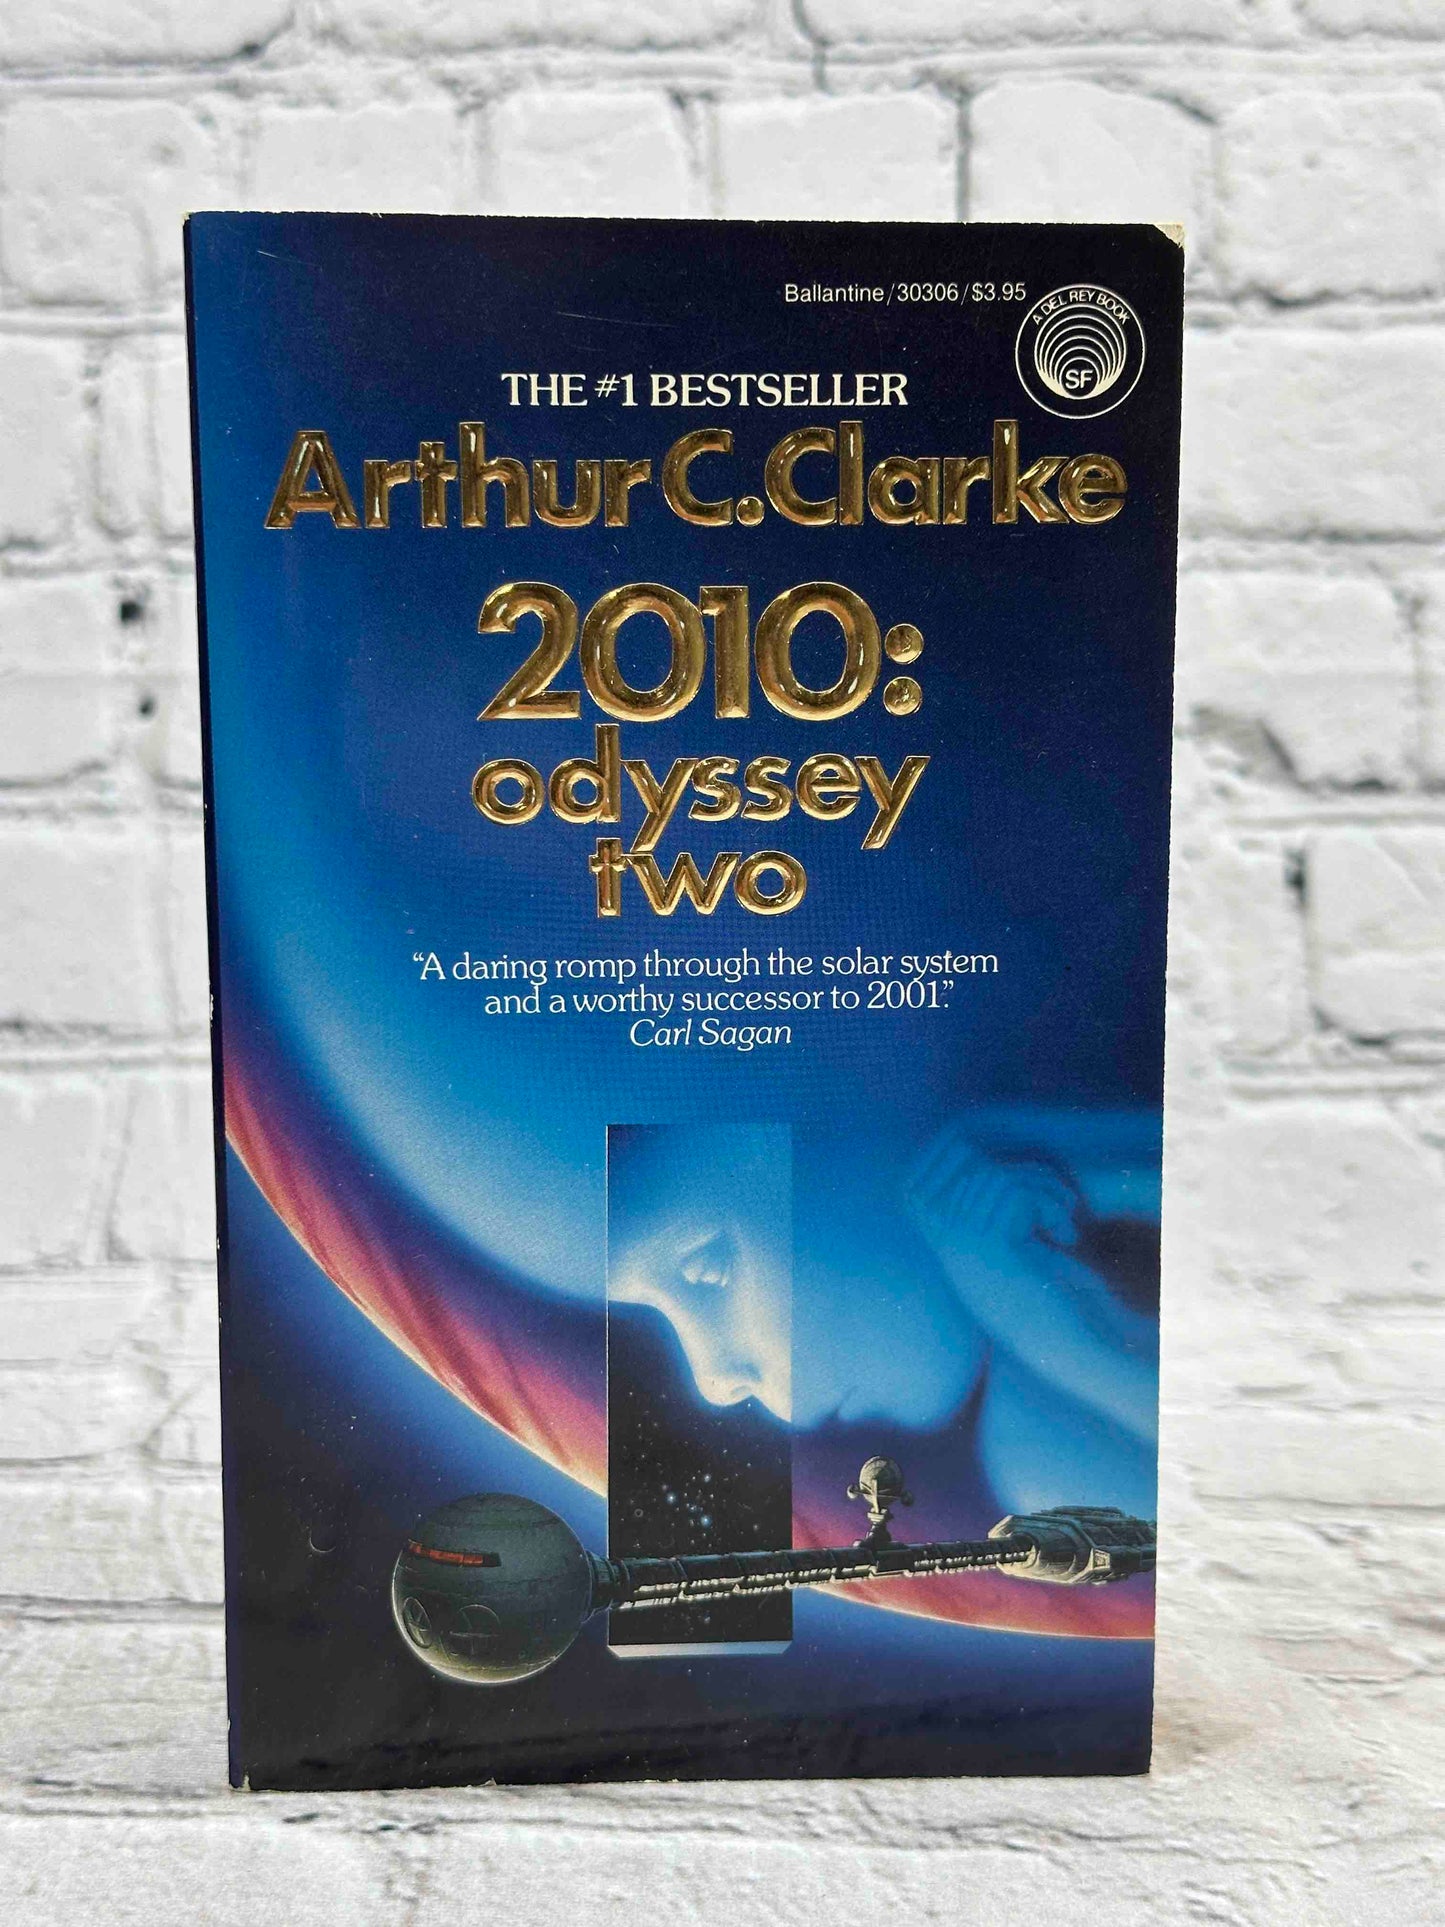 Ballantine/30306/$3.95
A DEL REY BOOK
SF
THE #1 BESTSELLER
Arthur C. Clarke
2010:
odyssey
two
“A daring romp through the solar system
and a worthy successor to 2001.”
Carl Sagan